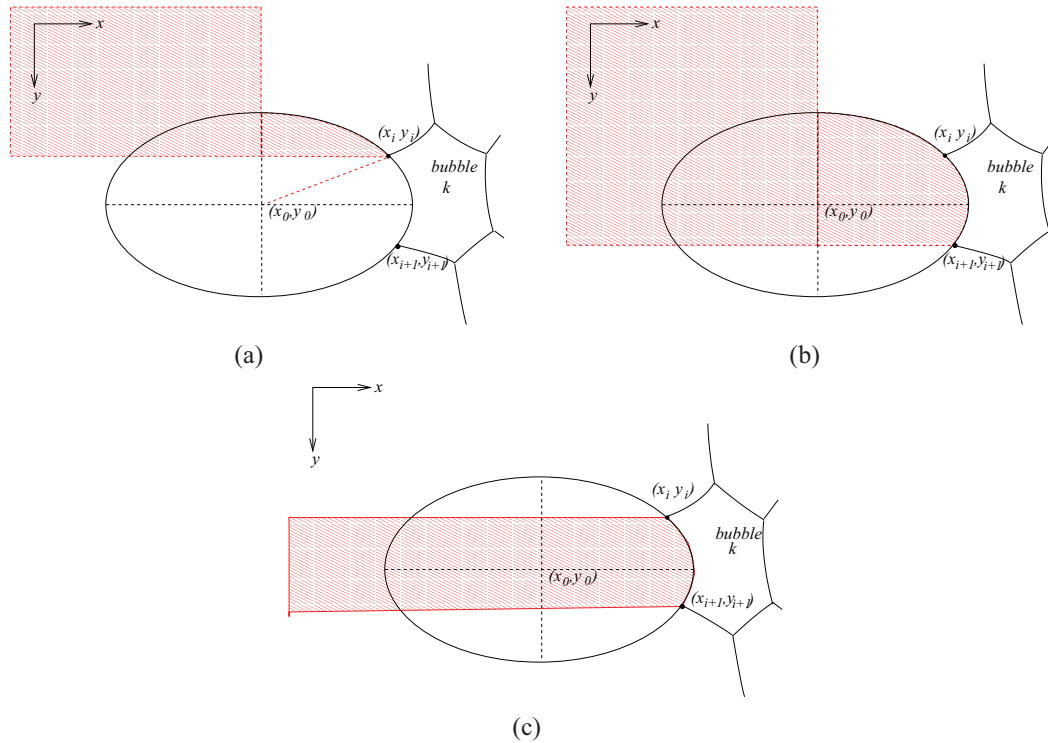 x
y
(x_i y_i)
bubble
k
(x_0,y_0)
(x_{i+1},y_{i+1})
(a)
x
y
(x_i y_i)
bubble
k
(x_0,y_0)
(x_{i+1},y_{i+1})
(b)
x
y
(x_i y_i)
bubble
k
(x_0,y_0)
(x_{i+1},y_{i+1})
(c)